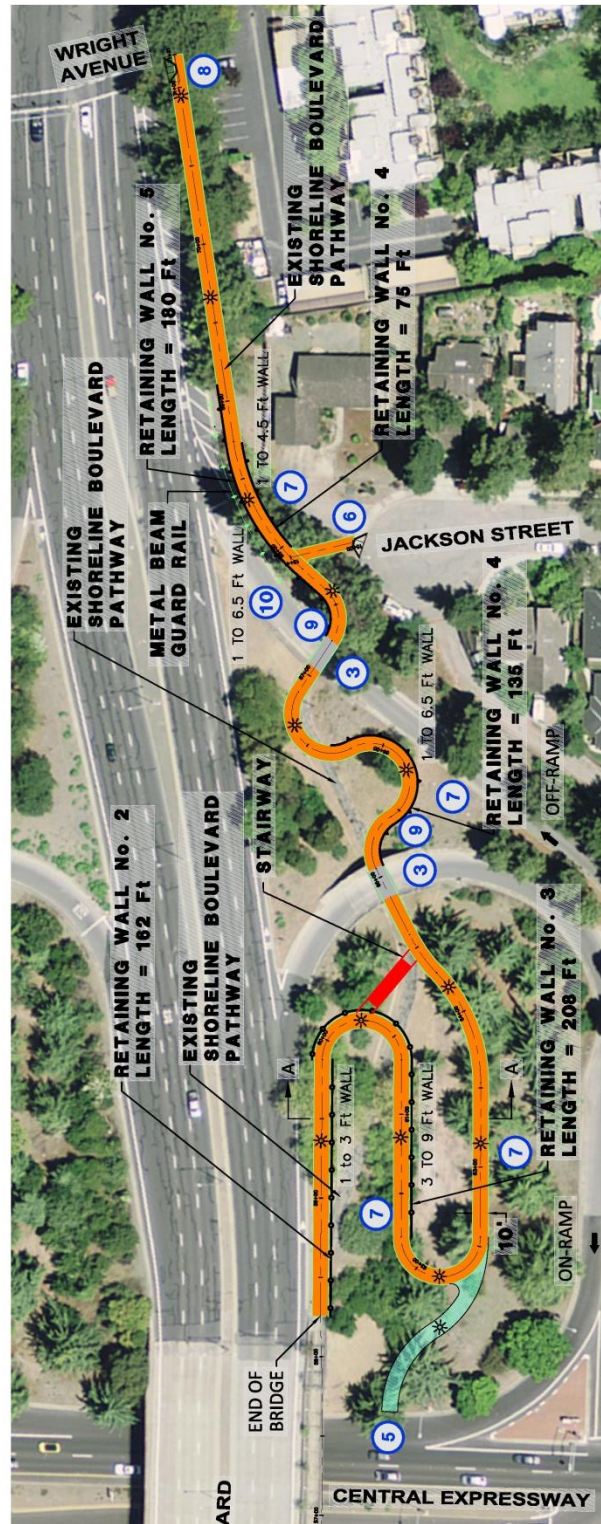 WRIGHT
AVENUE
8
EXISTING
SHORELINE BOULEVARD
PATHWAY
RETAINING WALL No. 5
LENGTH = 180 Ft
METAL BEAM
GUARD RAIL
1 TO 4.5 Ft WALL
RETAINING WALL No. 4
LENGTH = 75 Ft
7
6
JACKSON STREET
EXISTING
SHORELINE BOULEVARD
PATHWAY
1 TO 6.5 Ft WALL
10
9
3
1 TO 6.5 Ft WALL
RETAINING WALL No. 4
LENGTH = 135 Ft
7
9
3
OFF-RAMP
STAIRWAY
RETAINING WALL No. 2
LENGTH = 162 Ft
EXISTING
SHORELINE BOULEVARD
PATHWAY
A
1 to 3 Ft WALL
3 TO 9 Ft WALL
A
RETAINING WALL No. 3
LENGTH = 208 Ft
7
7
10'
ON-RAMP
END OF
BRIDGE
5
CENTRAL EXPRESSWAY
ARD